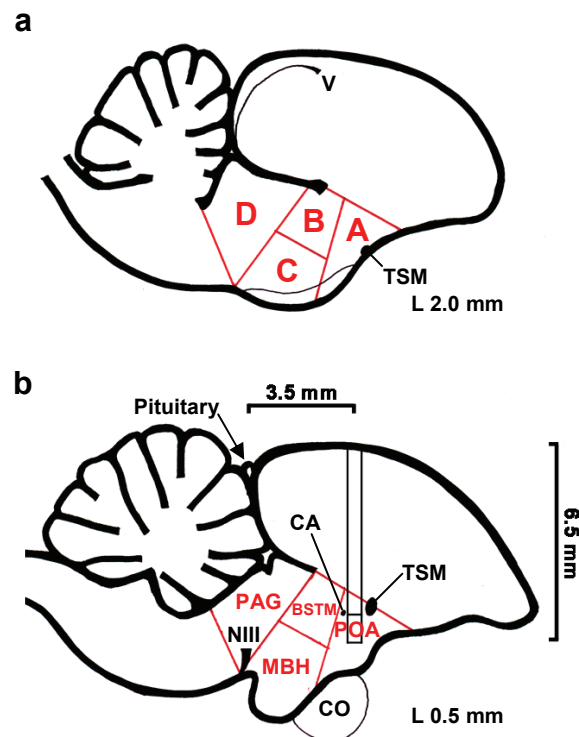 a
V
D
B
A
C
TSM
L 2.0 mm
b
3.5 mm
Pituitary
CA
TSM
6.5 mm
PAG
BSTM
POA
NIII
MBH
CO
L 0.5 mm